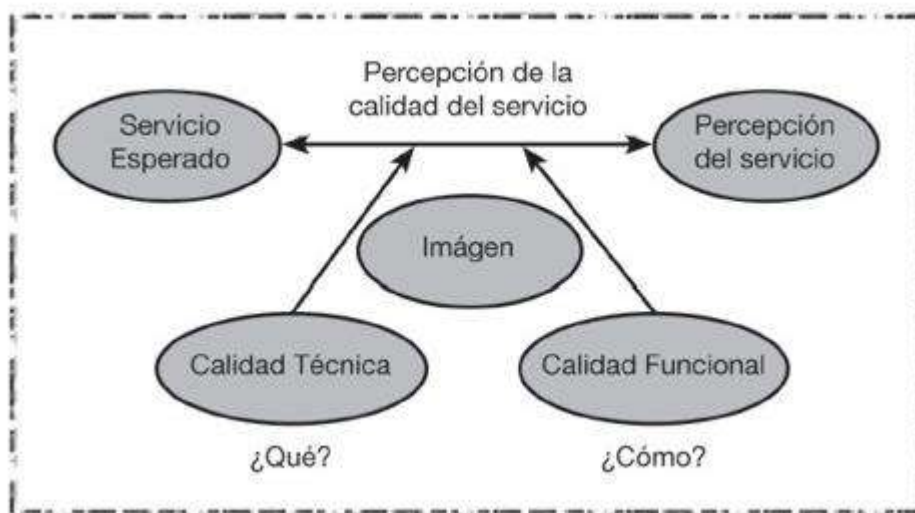 Percepción de la
calidad del servicio
Servicio
Esperado
Percepción
del servicio
Imágen
Calidad Técnica
Calidad Funcional
¿Qué?
¿Cómo?